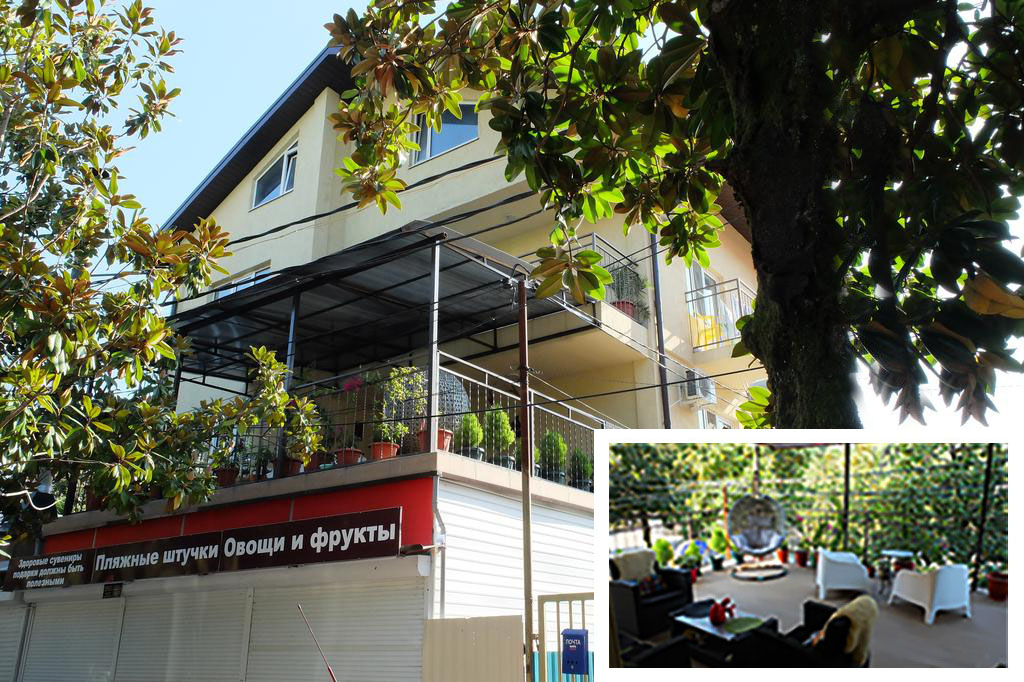 Здоровые сувениры
подарки должны быть
полезными
Пляжные штучки
Овощи и фрукты
ПОЧТА